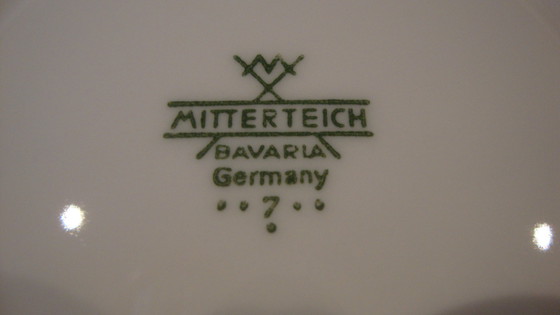 MITTERTEICH
BAVARIA
Germany
7